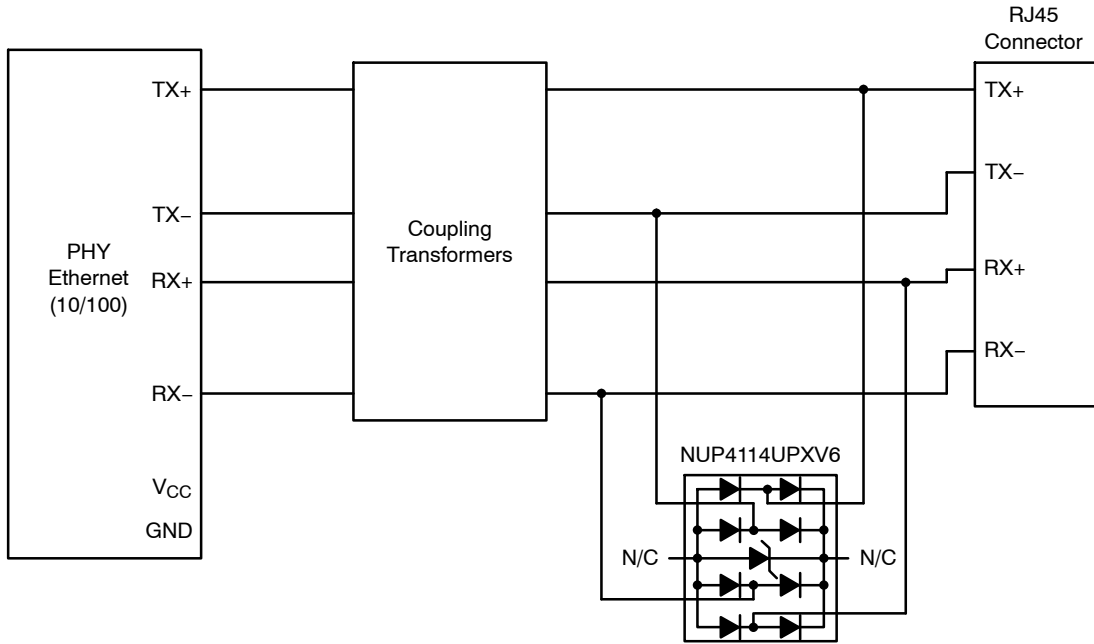 RJ45
Connector
TX+
TX−
RX+
RX−
PHY
Ethernet
(10/100)
VCC
GND
Coupling
Transformers
TX+
TX−
RX+
RX−
NUP4114UPXV6
N/C
N/C